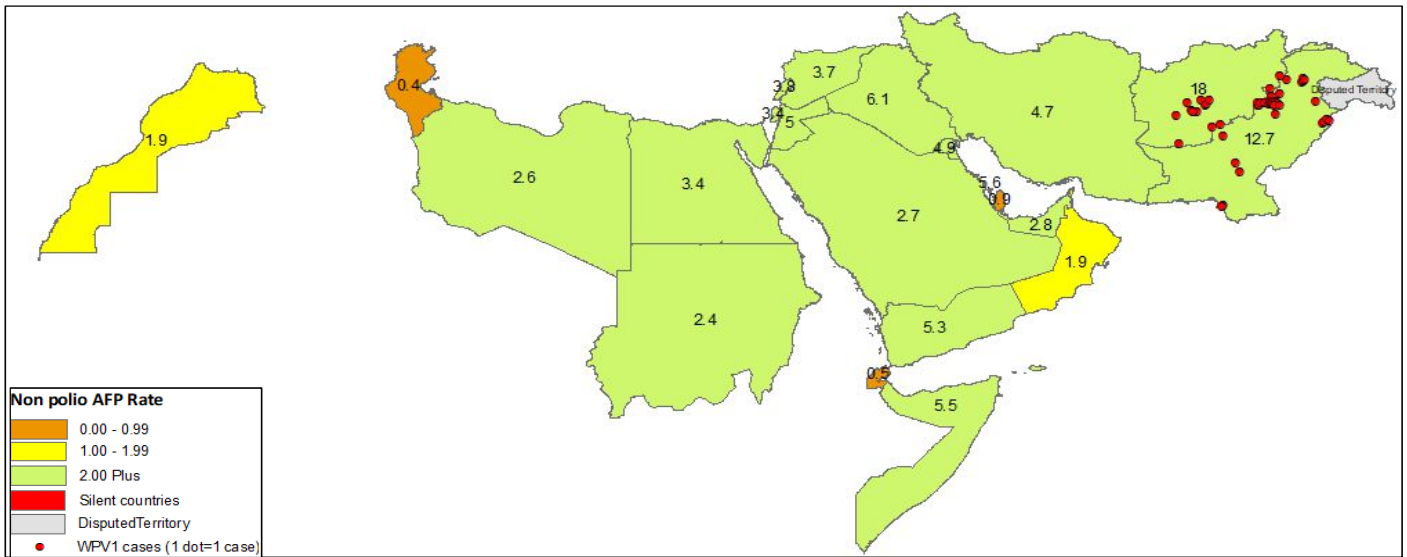 0.4
3.7
3.8
6.1
4.7
18
Disputed Territory
3.4
5
12.7
1.9
4.9
2.6
3.4
5.6
0.9
2.7
2.8
1.9
2.4
5.3
0.5
5.5
Non polio AFP Rate
0.00 - 0.99
1.00 - 1.99
2.00 Plus
Silent countries
DisputedTerritory
WPV1 cases (1 dot=1 case)